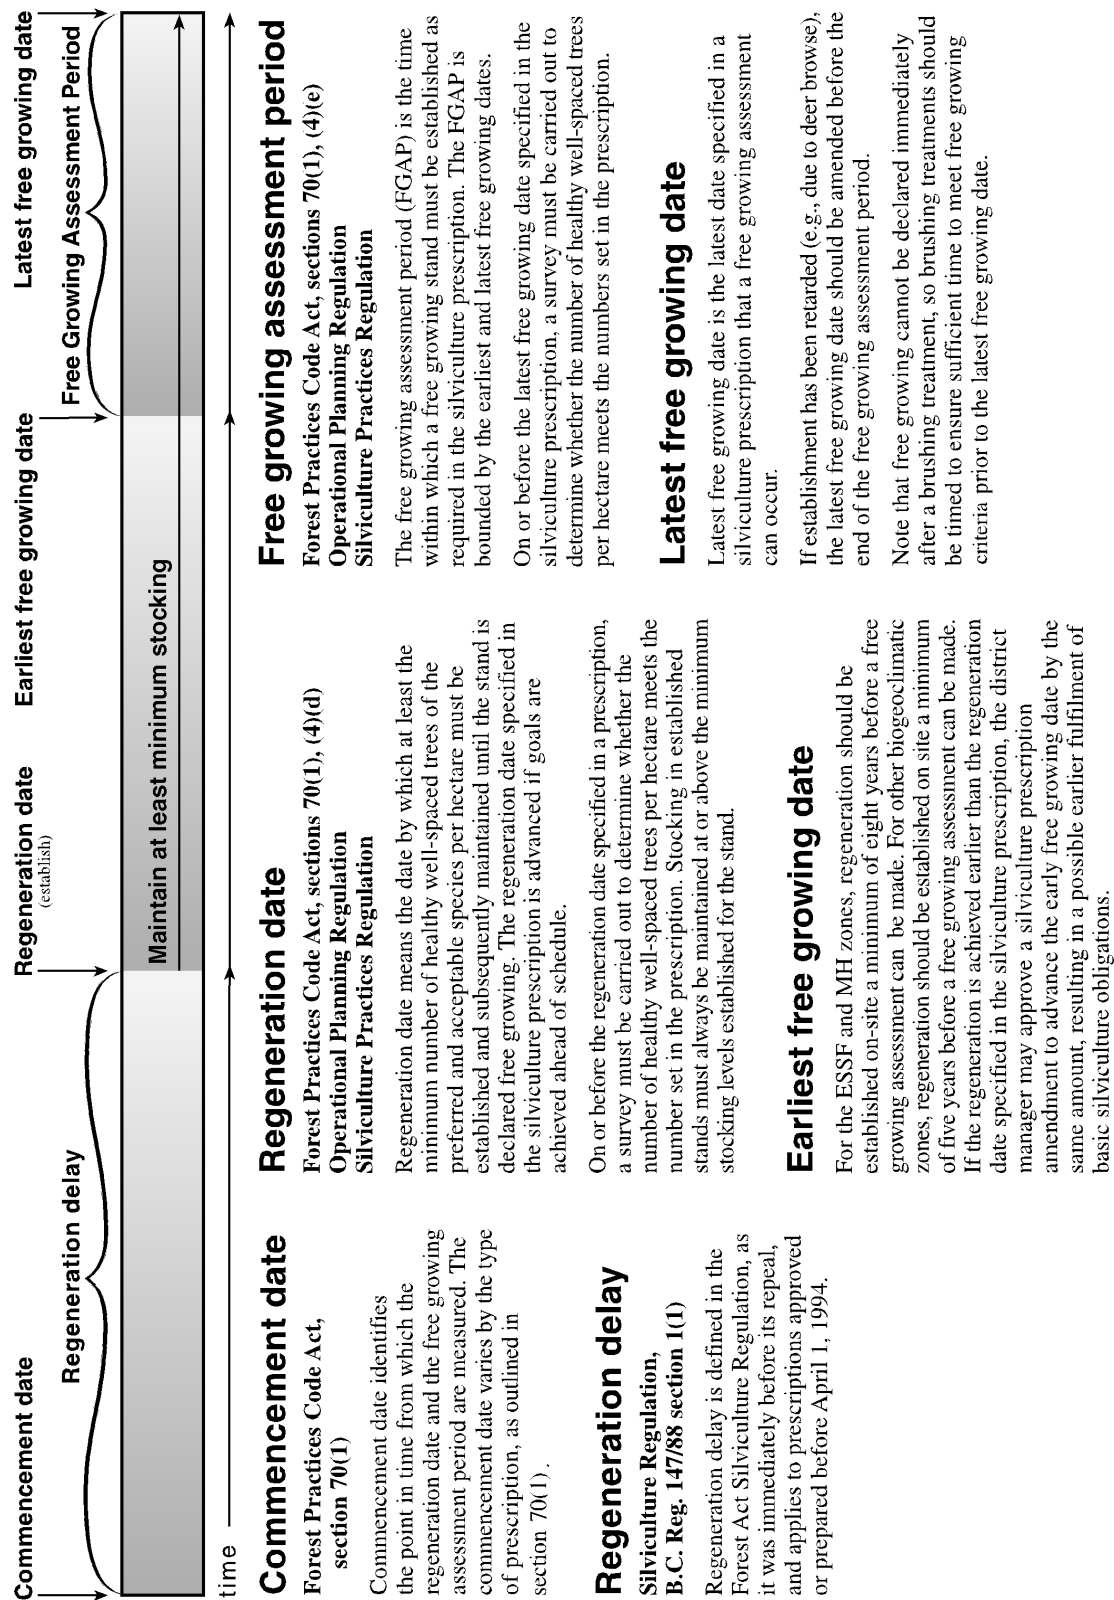 Commencement date
Regeneration delay
Regeneration date
(establish)
Earliest free growing date
Latest free growing date
Free Growing Assessment Period
Maintain at least minimum stocking
time
Commencement date
Forest Practices Code Act,
section 70(1)
Commencement date identifies
the point in time from which the
regeneration date and the free growing
assessment period are measured. The
commencement date varies by the type
of prescription, as outlined in
section 70(1).
Regeneration delay
Silviculture Regulation,
B.C. Reg. 147/88 section 1(1)
Regeneration delay is defined in the
Forest Act Silviculture Regulation, as
it was immediately before its repeal,
and applies to prescriptions approved
or prepared before April 1, 1994.
Regeneration date
Forest Practices Code Act, sections 70(1), (4)(d)
Operational Planning Regulation
Silviculture Practices Regulation
Regeneration date means the date by which at least the
minimum number of healthy well-spaced trees of the
preferred and acceptable species per hectare must be
established and subsequently maintained until the stand is
declared free growing. The regeneration date specified in
the silviculture prescription is advanced if goals are
achieved ahead of schedule.
On or before the regeneration date specified in a prescription,
a survey must be carried out to determine whether the
number of healthy well-spaced trees per hectare meets the
number set in the prescription. Stocking in established
stands must always be maintained at or above the minimum
stocking levels established for the stand.
Earliest free growing date
For the ESSF and MH zones, regeneration should be
established on-site a minimum of eight years before a free
growing assessment can be made. For other biogeoclimatic
zones, regeneration should be established on site a minimum
of five years before a free growing assessment can be made.
If the regeneration is achieved earlier than the regeneration
date specified in the silviculture prescription, the district
manager may approve a silviculture prescription
amendment to advance the early free growing date by the
same amount, resulting in a possible earlier fulfilment of
basic silviculture obligations.
Free growing assessment period
Forest Practices Code Act, sections 70(1), (4)(e)
Operational Planning Regulation
Silviculture Practices Regulation
The free growing assessment period (FGAP) is the time
within which a free growing stand must be established as
required in the silviculture prescription. The FGAP is
bounded by the earliest and latest free growing dates.
On or before the latest free growing date specified in the
silviculture prescription, a survey must be carried out to
determine whether the number of healthy well-spaced trees
per hectare meets the numbers set in the prescription.
Latest free growing date
Latest free growing date is the latest date specified in a
silviculture prescription that a free growing assessment
can occur.
If establishment has been retarded (e.g., due to deer browse),
the latest free growing date should be amended before the
end of the free growing assessment period.
Note that free growing cannot be declared immediately
after a brushing treatment, so brushing treatments should
be timed to ensure sufficient time to meet free growing
criteria prior to the latest free growing date.